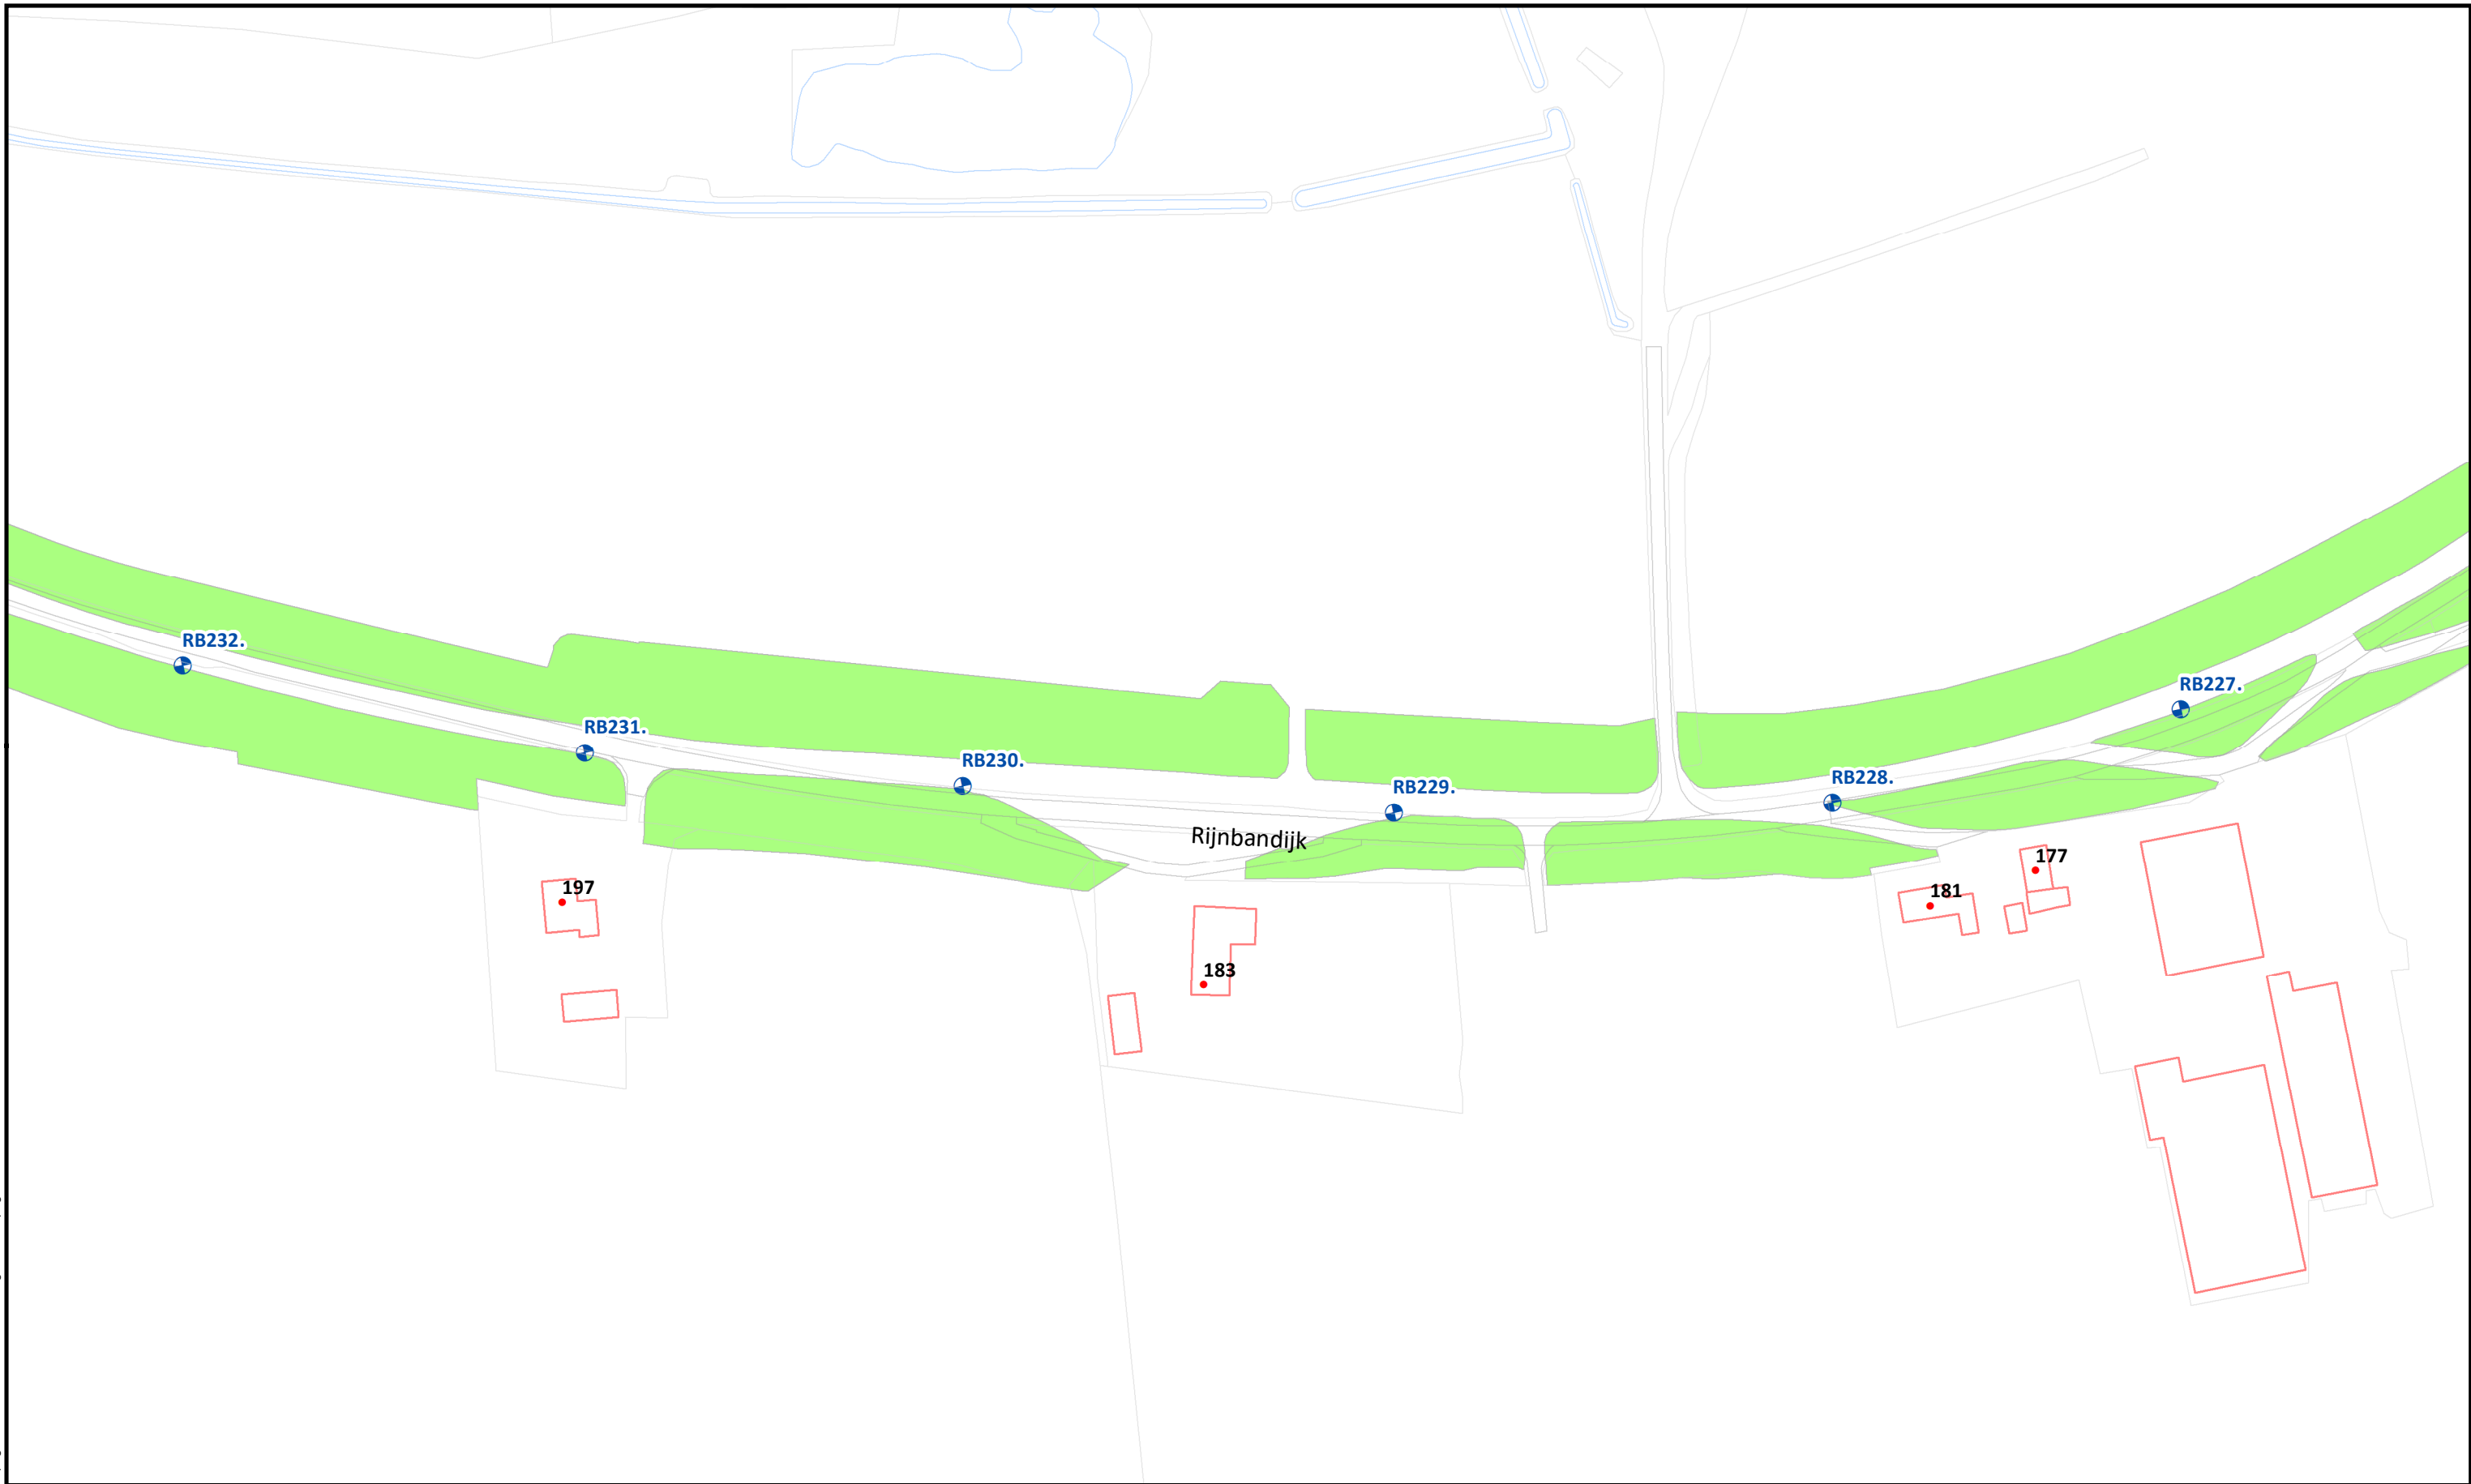 RB232.
RB227.
RB231.
RB230.
RB228.
RB229.
Rijnbandijk
177
197
181
183